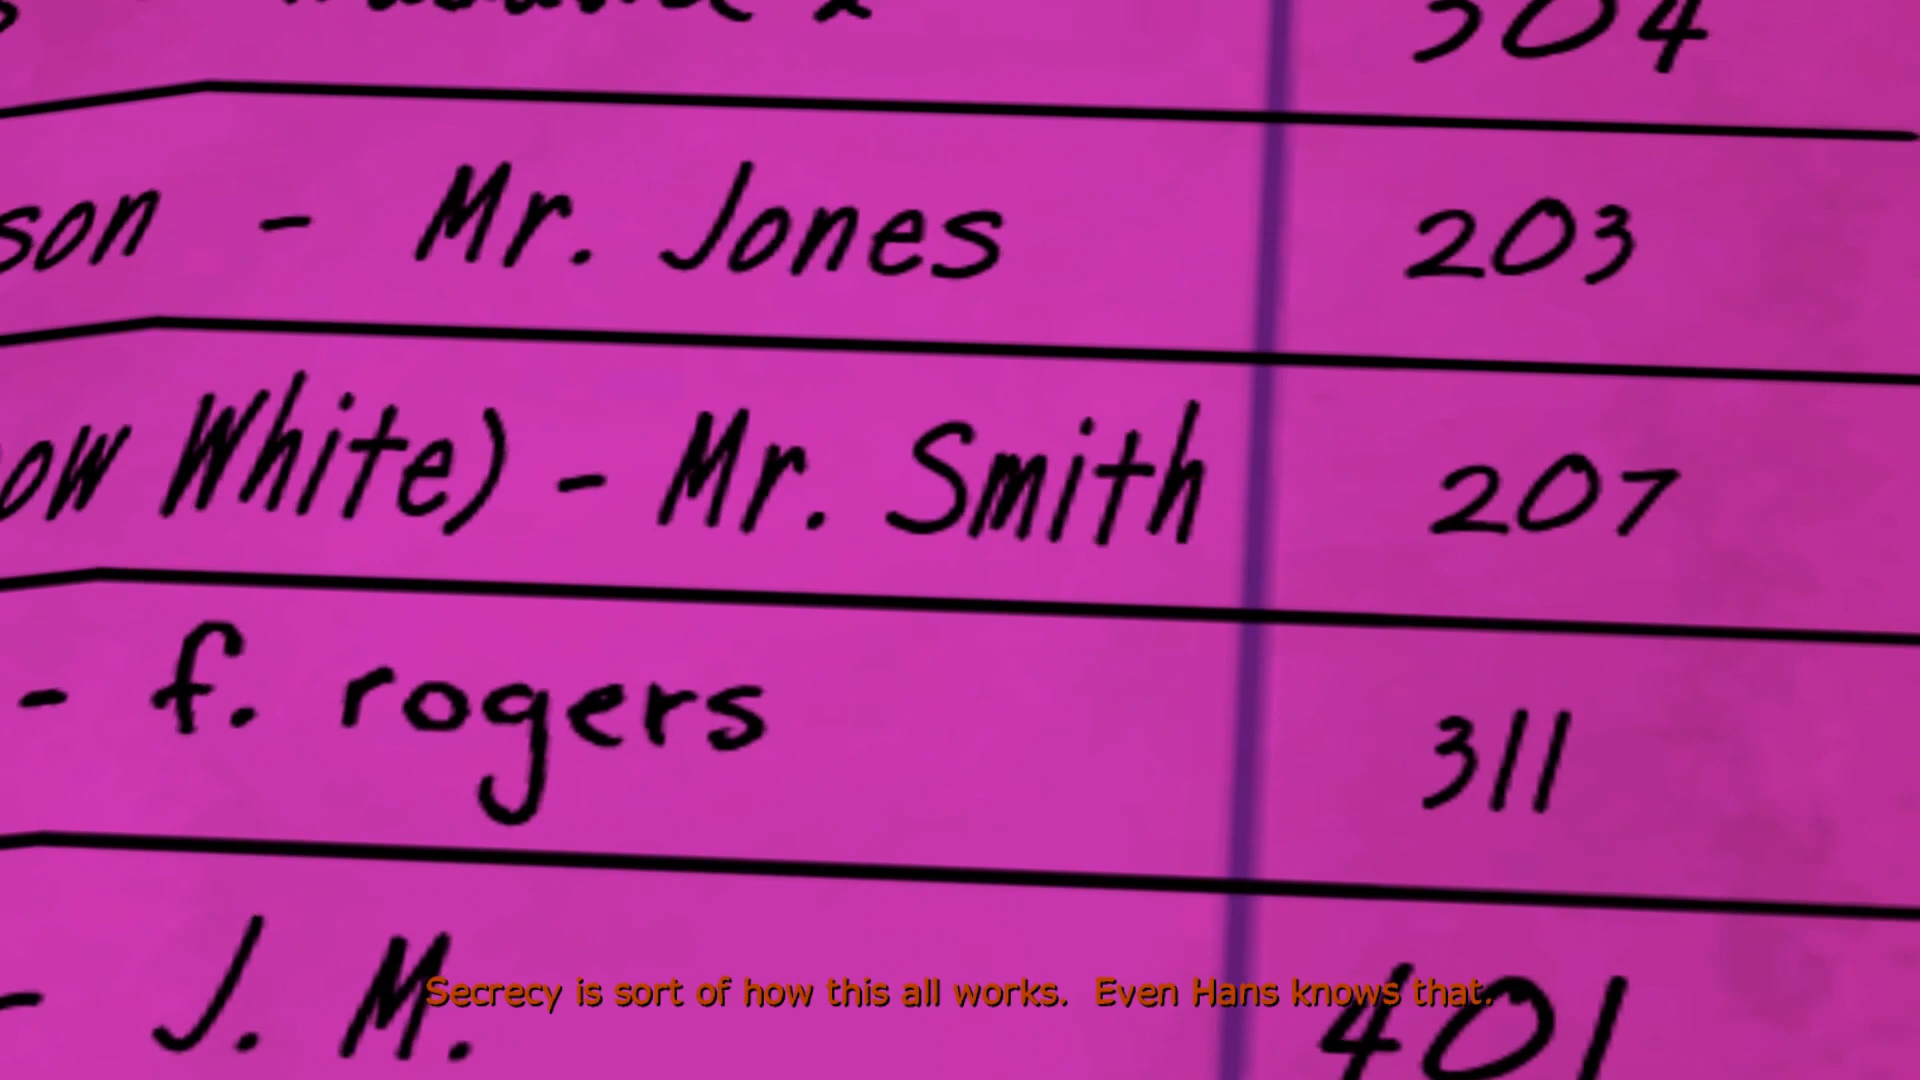 304
son - Mr. Jones 203
ow White) - Mr. Smith 207
- f. rogers 311
- J. M. 401
Secrecy is sort of how this all works. Even Hans knows that.